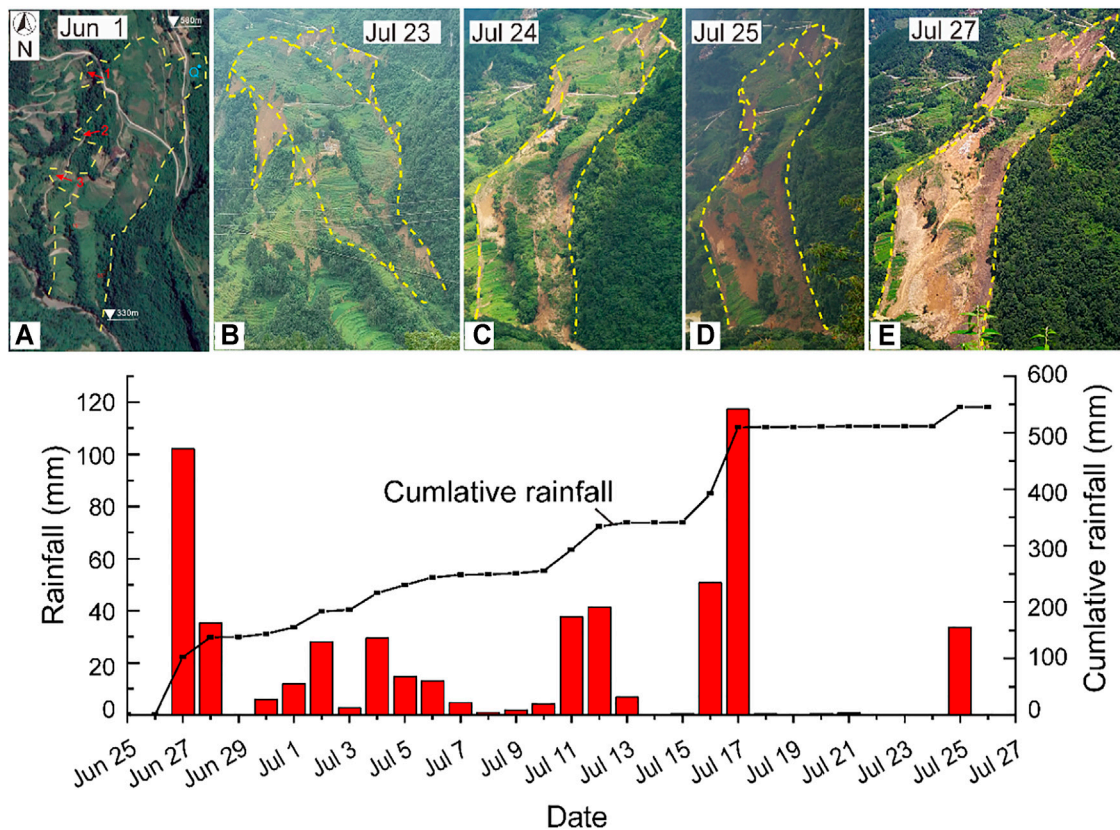 N
Jun 1
560m
1
2
3
330m
A
Jul 23
B
Jul 24
C
Jul 25
D
Jul 27
E
Rainfall (mm)
120
100
80
60
40
20
0
Cumlative rainfall
600
500
400
300
200
100
0
Cumlative rainfall (mm)
Jun 25
Jun 27
Jun 29
Jul 1
Jul 3
Jul 5
Jul 7
Jul 9
Jul 11
Jul 13
Jul 15
Jul 17
Jul 19
Jul 21
Jul 23
Jul 25
Jul 27
Date